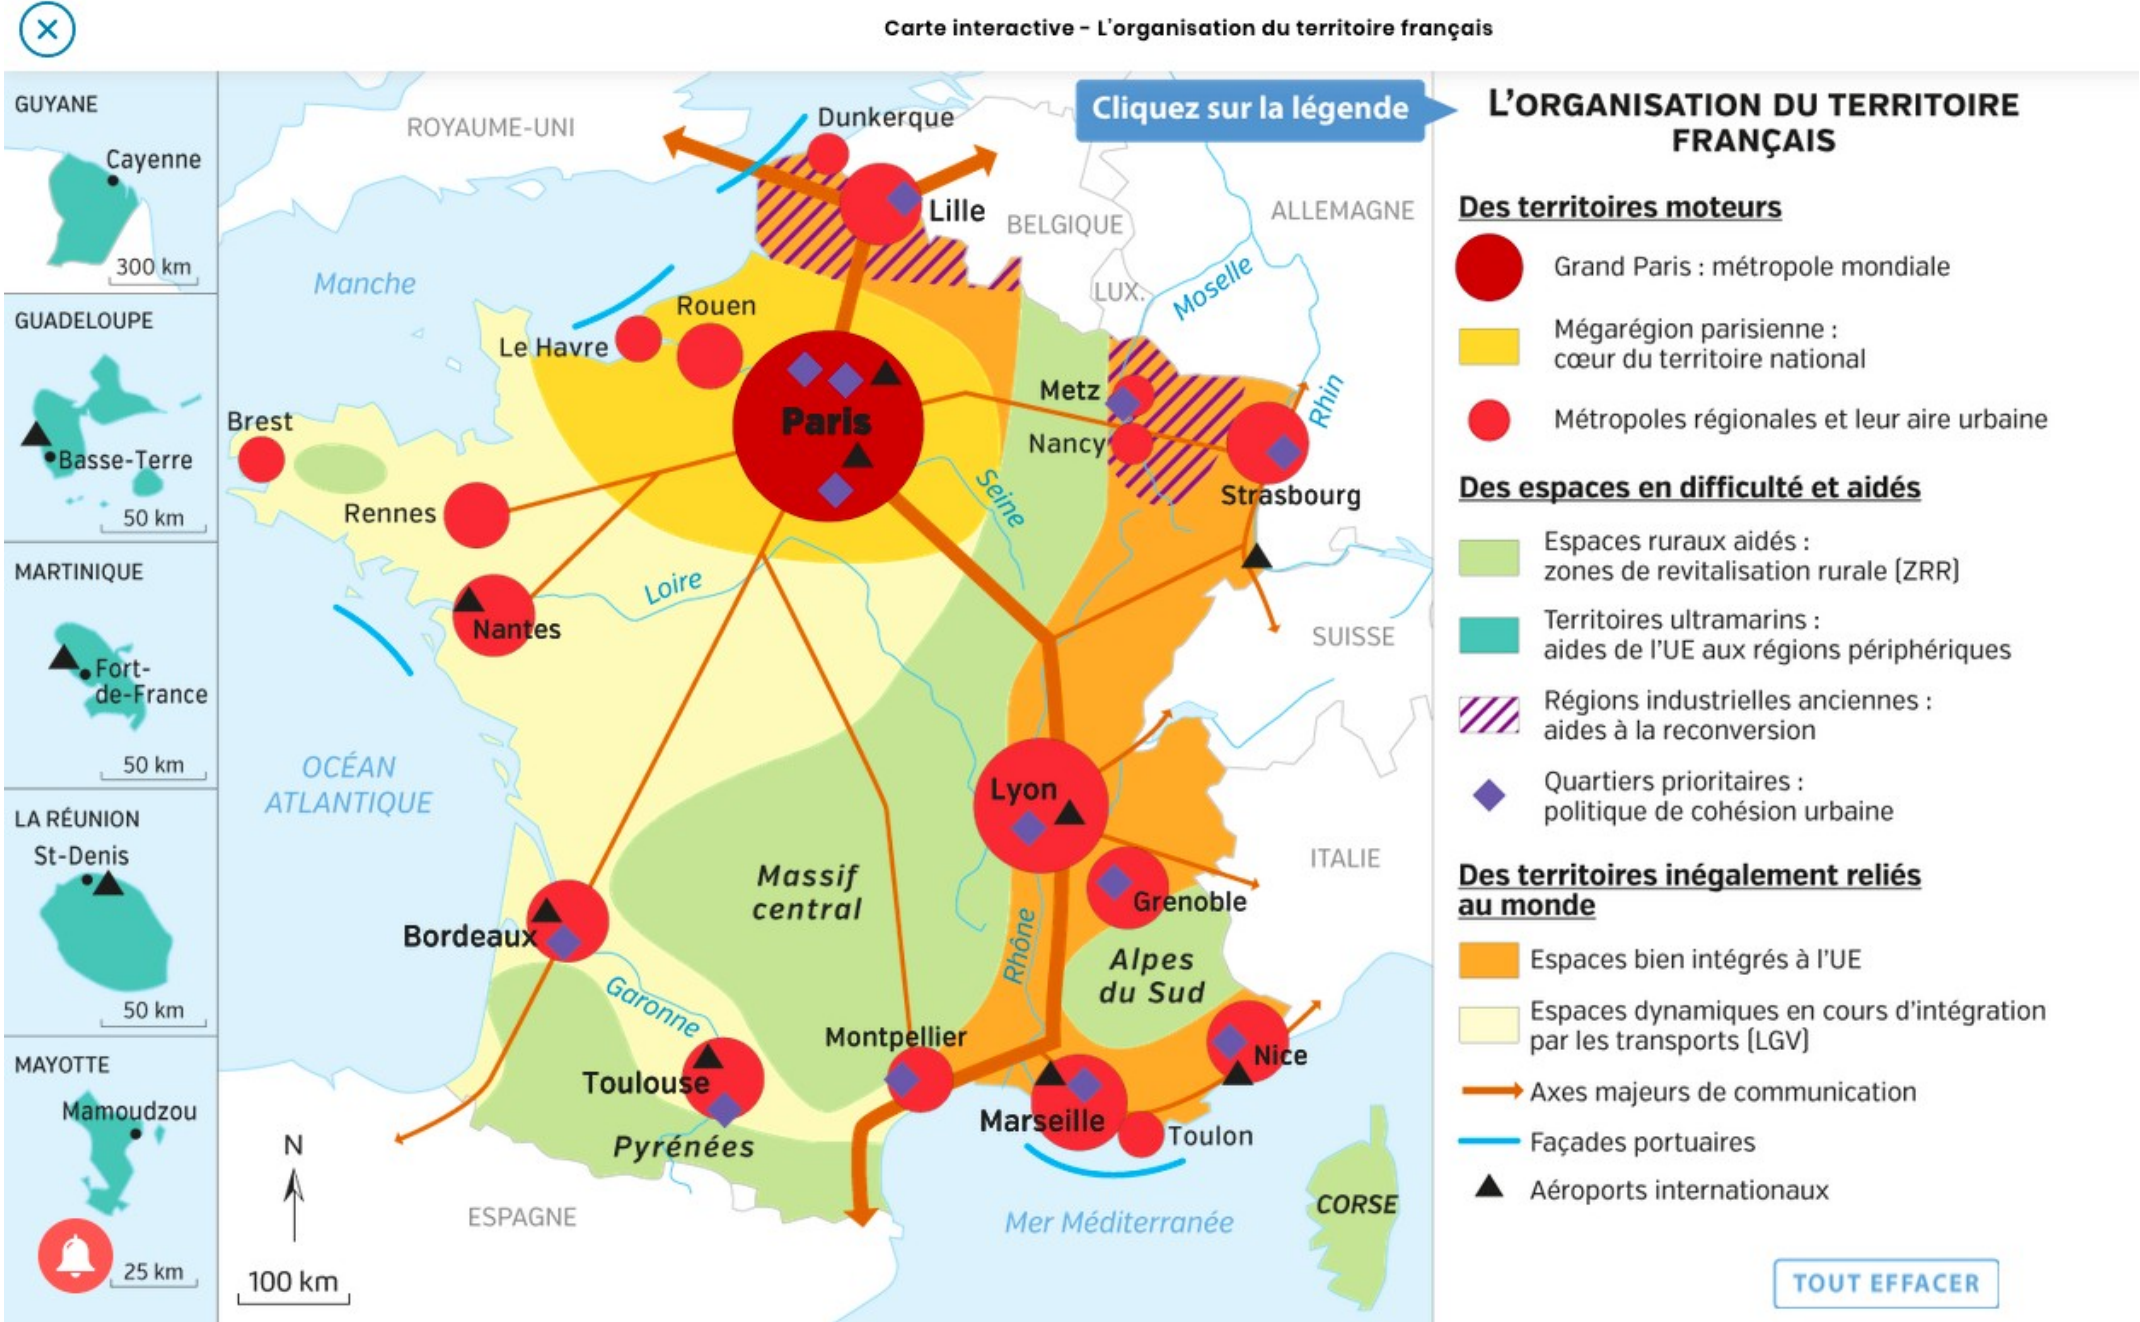 Carte interactive - L'organisation du territoire français
GUYANE
Cayenne
300 km
GUADELOUPE
Basse-Terre
50 km
MARTINIQUE
Fort-
de-France
50 km
LA RÉUNION
St-Denis
50 km
MAYOTTE
Mamoudzou
25 km
Cliquez sur la légende
ROYAUME-UNI
Dunkerque
Lille
BELGIQUE
ALLEMAGNE
Manche
LUX.
Moselle
Rouen
Le Havre
Paris
Metz
Nancy
Rhin
Strasbourg
Brest
Rennes
Seine
Nantes
Loire
SUISSE
OCÉAN
ATLANTIQUE
Lyon
Massif
central
Grenoble
ITALIE
Bordeaux
Rhône
Alpes
du Sud
Garonne
Montpellier
Toulouse
Nice
Marseille
Toulon
Pyrénées
ESPAGNE
Mer Méditerranée
CORSE
N
100 km
L'ORGANISATION DU TERRITOIRE
FRANÇAIS
Des territoires moteurs
Grand Paris : métropole mondiale
Mégarégion parisienne :
cœur du territoire national
Métropoles régionales et leur aire urbaine
Des espaces en difficulté et aidés
Espaces ruraux aidés :
zones de revitalisation rurale (ZRR)
Territoires ultramarins :
aides de l'UE aux régions périphériques
Régions industrielles anciennes :
aides à la reconversion
Quartiers prioritaires :
politique de cohésion urbaine
Des territoires inégalement reliés
au monde
Espaces bien intégrés à l'UE
Espaces dynamiques en cours d'intégration
par les transports (LGV)
Axes majeurs de communication
Façades portuaires
Aéroports internationaux
TOUT EFFACER